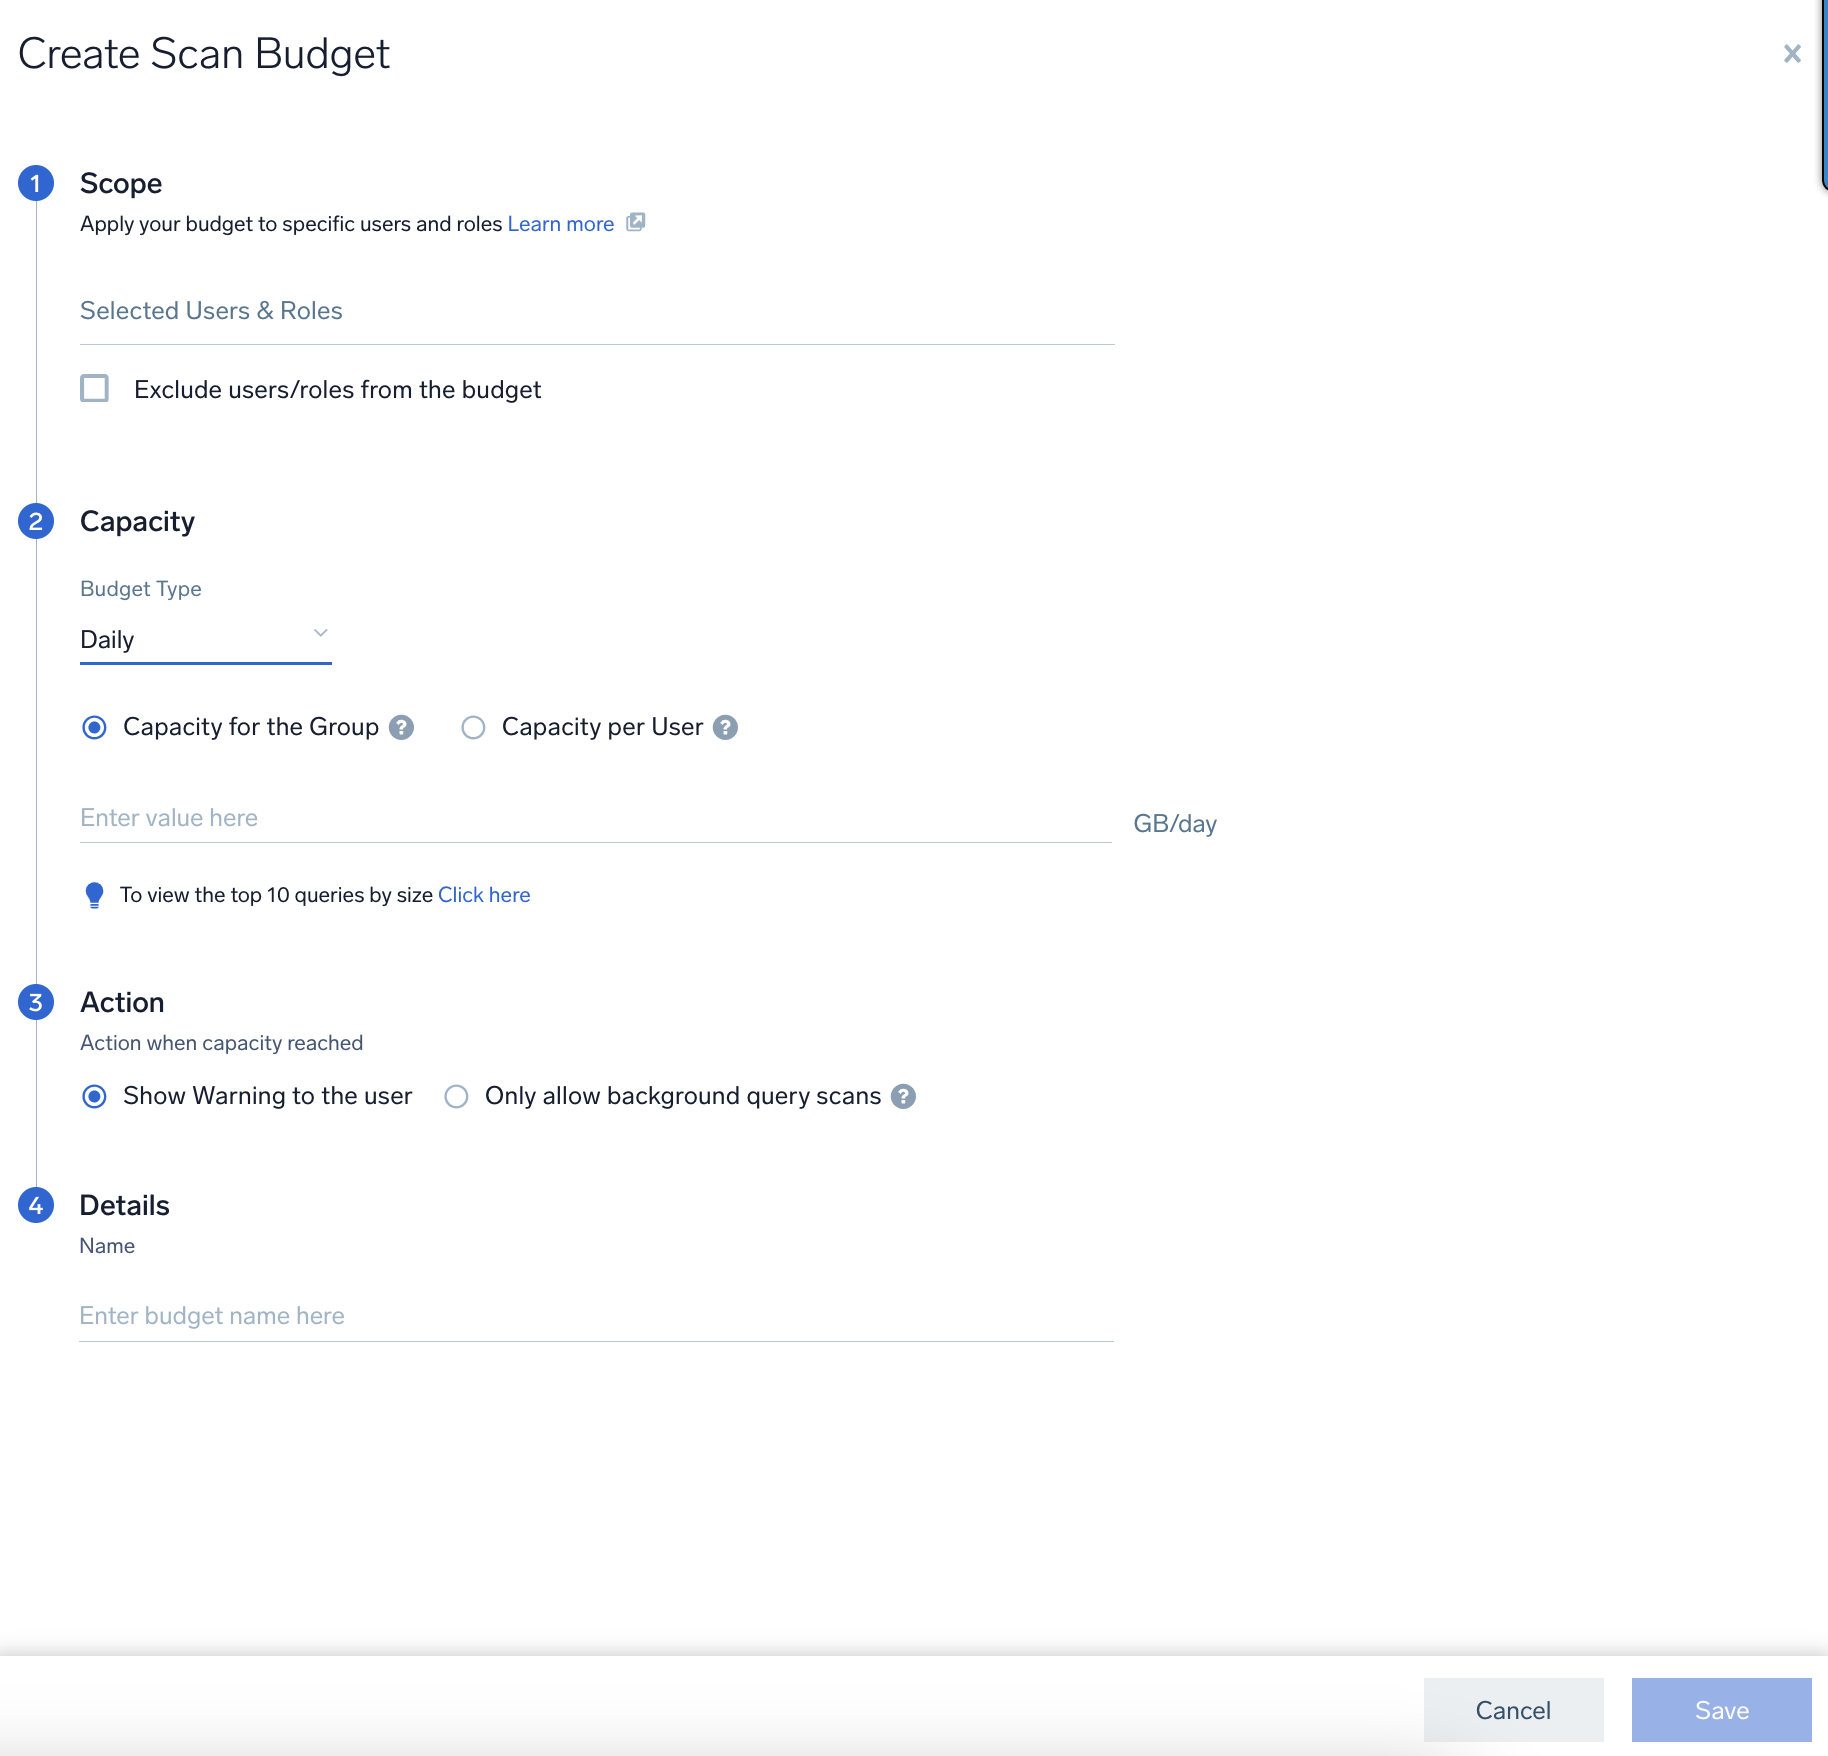 Create Scan Budget
1 Scope
Apply your budget to specific users and roles Learn more
Selected Users & Roles
Exclude users/roles from the budget
2 Capacity
Budget Type
Daily
Capacity for the Group ? Capacity per User ?
Enter value here GB/day
To view the top 10 queries by size Click here
3 Action
Action when capacity reached
Show Warning to the user Only allow background query scans ?
4 Details
Name
Enter budget name here
Cancel Save